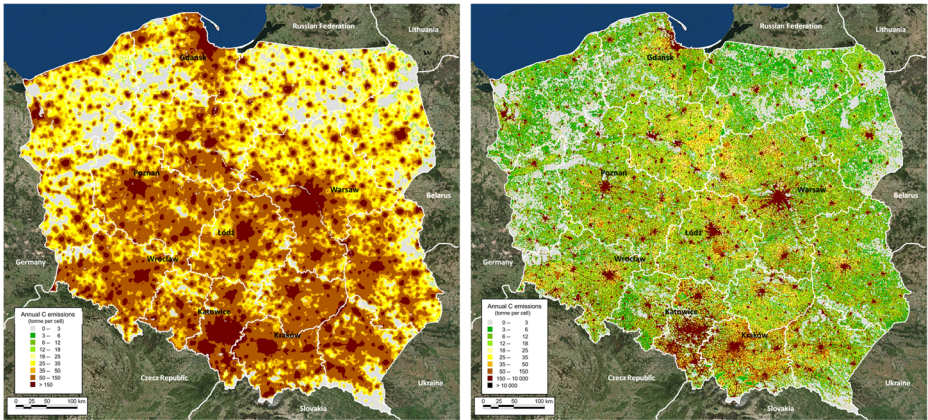 Russian Federation
Lithuania
Gdańsk
Poznań
Warsaw
Belarus
Łódź
Germany
Wrocław
Katowice
Kraków
Czecz Republic
Ukraine
Slovakia
Annual C emissions
(tonne per cell)
0 -- 3
3 -- 6
6 -- 12
12 -- 18
18 -- 25
25 -- 35
35 -- 50
50 -- 150
> 150
0 25 50 100 km
Russian Federation
Lithuania
Gdańsk
Poznań
Warsaw
Belarus
Łódź
Germany
Wrocław
Katowice
Kraków
Czecz Republic
Ukraine
Slovakia
Annual C emissions
(tonne per cell)
0 -- 3
3 -- 6
6 -- 12
12 -- 18
18 -- 25
25 -- 35
35 -- 50
50 -- 150
150 -- 10 000
> 10 000
0 25 50 100 km